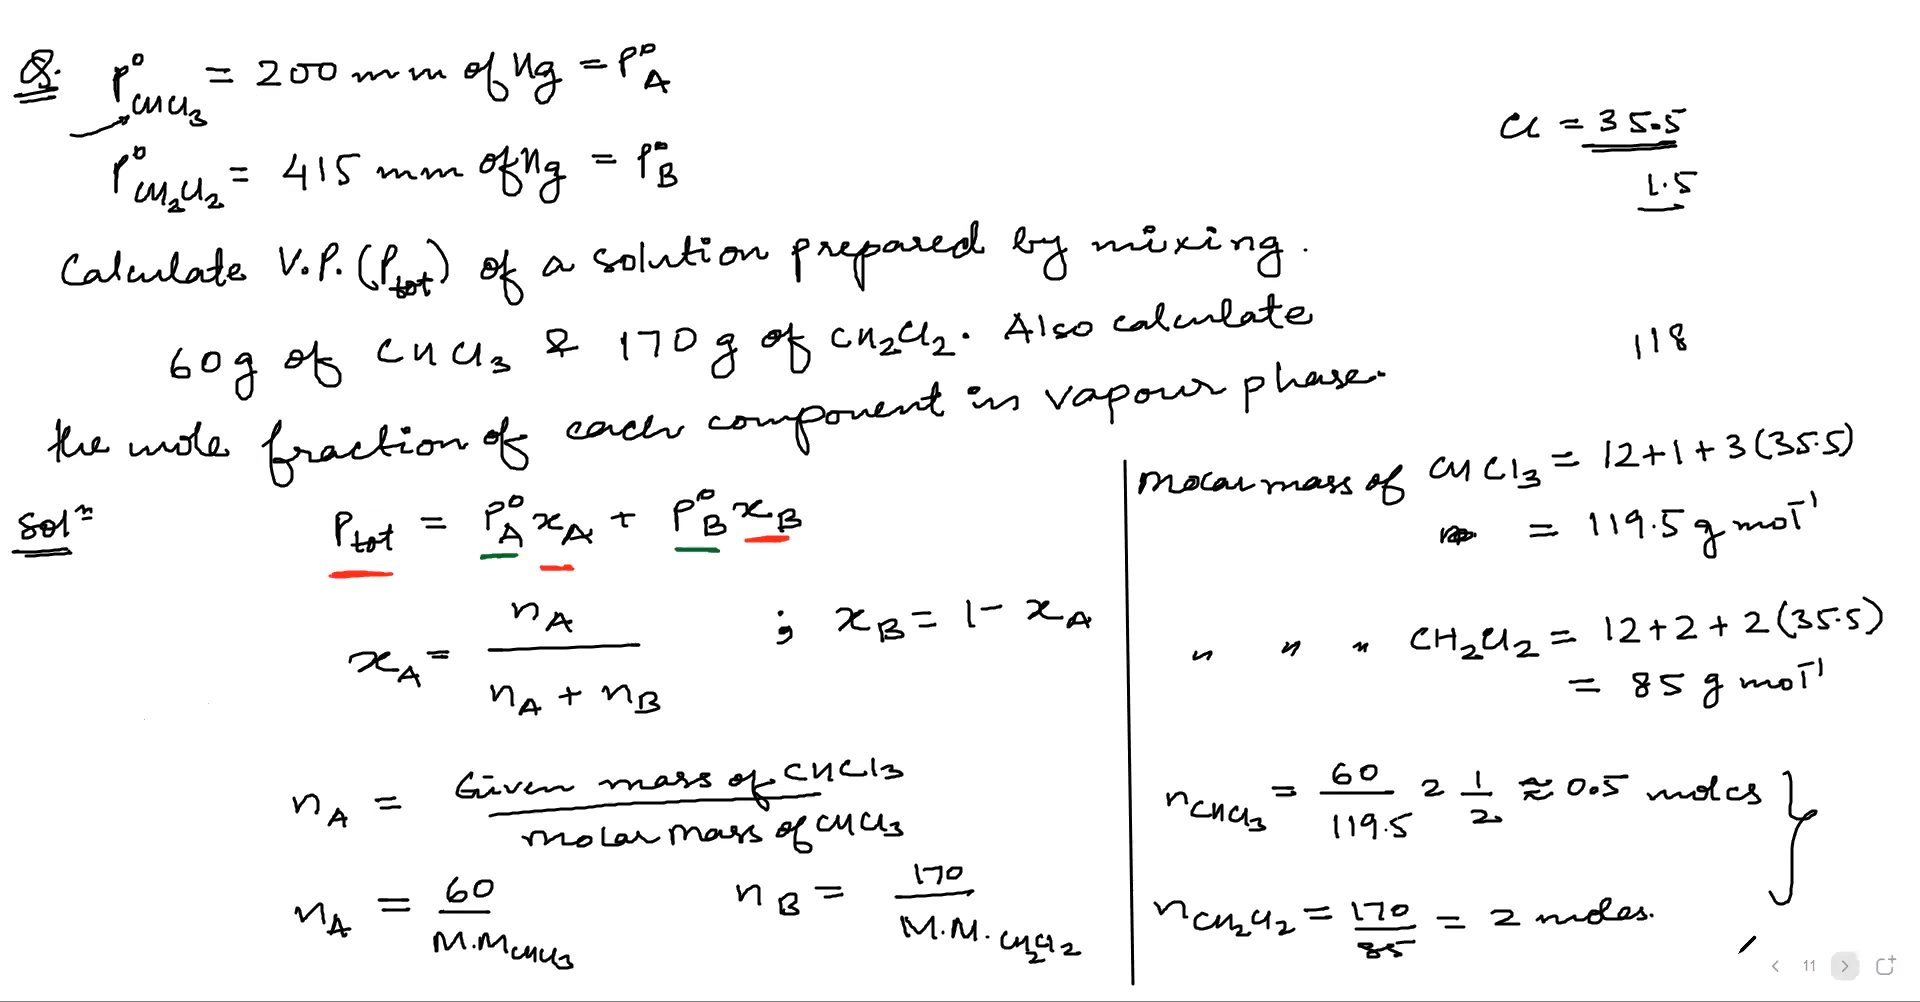 Q. P°CHCl₃ = 200 mm of Hg = P°A
P°CH₂Cl₂ = 415 mm of Hg = P°B
Cl = 35.5
1.5
Calculate V.P. (Ptot) of a solution prepared by mixing.
60g of CHCl₃ & 170 g of CH₂Cl₂. Also calculate
118
the mole fraction of each component in vapour phase.
Solⁿ
Ptot = P°A xA + P°B xB
xA = nA / (nA + nB) ; xB = 1 - xA
nA = Given mass of CHCl3 / Molar Mass of CHCl3
nA = 60 / M.M CHCl3 nB = 170 / M.M. CH₂Cl2
Molar mass of CHCl3 = 12+1+3(35.5)
= 119.5 g mol⁻¹
" " " CH₂Cl2 = 12+2+2(35.5)
= 85 g mol⁻¹
nCHCl3 = 60 / 119.5 2 1/2 ≈ 0.5 moles
nCH₂Cl2 = 170 / 85 = 2 moles.
11